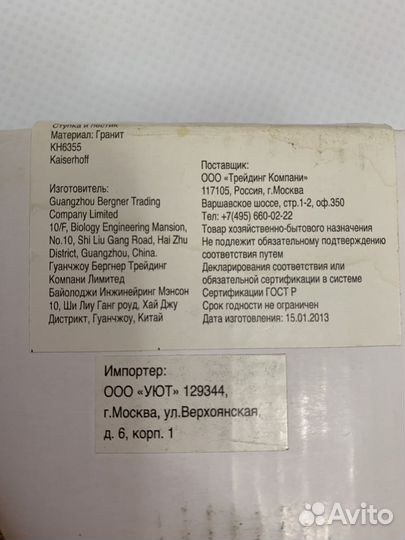 Ступка и пестик
Материал: Гранит
KH6355
Kaiserhoff
Изготовитель:
Guangzhou Bergner Trading
Company Limited
10/F, Biology Engineering Mansion,
No.10, Shi Liu Gang Road, Hai Zhu
District, Guangzhou, China.
Гуанчжоу Бергнер Трейдинг
Компани Лимитед
Байолоджи Инжинейринг Мэнсон
10, Ши Лиу Ганг роуд, Хай Джу
Дистрикт, Гуанчжоу, Китай
Поставщик:
ООО «Трейдинг Компани»
117105, Россия, г.Москва
Варшавское шоссе, стр.1-2, оф.350
Тел: +7(495) 660-02-22
Товар хозяйственно-бытового назначения
Не подлежит обязательному подтверждению
соответствия путем
Декларирования соответствия или
обязательной сертификации в системе
Сертификации ГОСТ Р
Срок годности не ограничен
Дата изготовления: 15.01.2013
Импортер:
ООО «УЮТ» 129344,
г.Москва, ул.Верхоянская,
д. 6, корп. 1
Avito